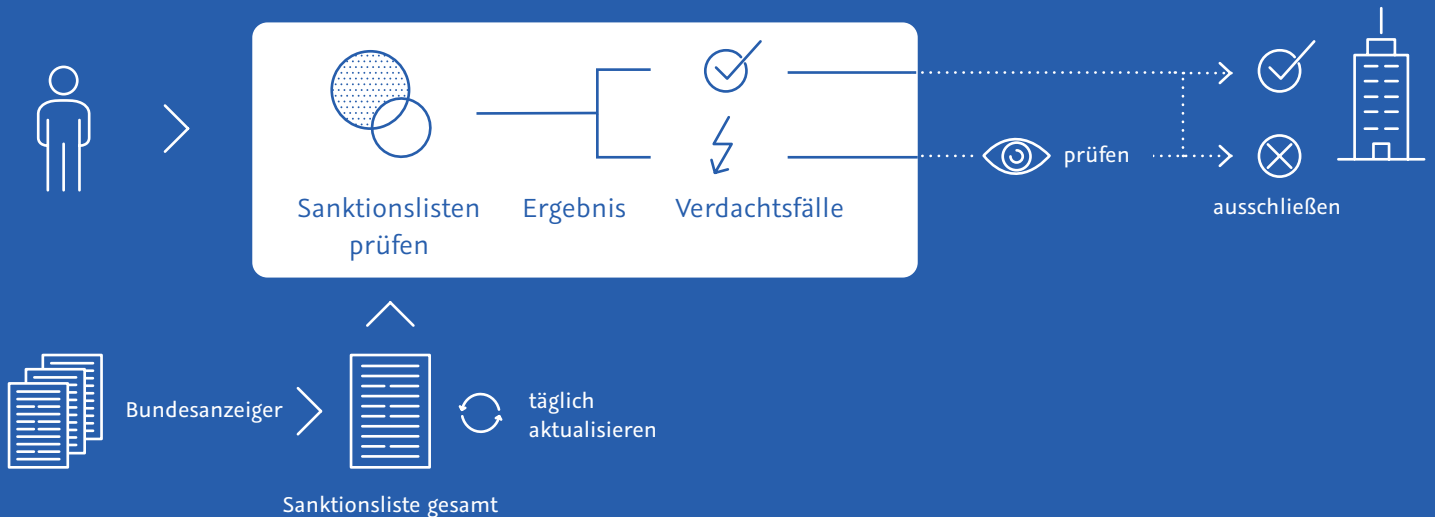 prüfen
ausschließen
Sanktionslisten
prüfen
Ergebnis
Verdachtsfälle
Bundesanzeiger
täglich
aktualisieren
Sanktionsliste gesamt